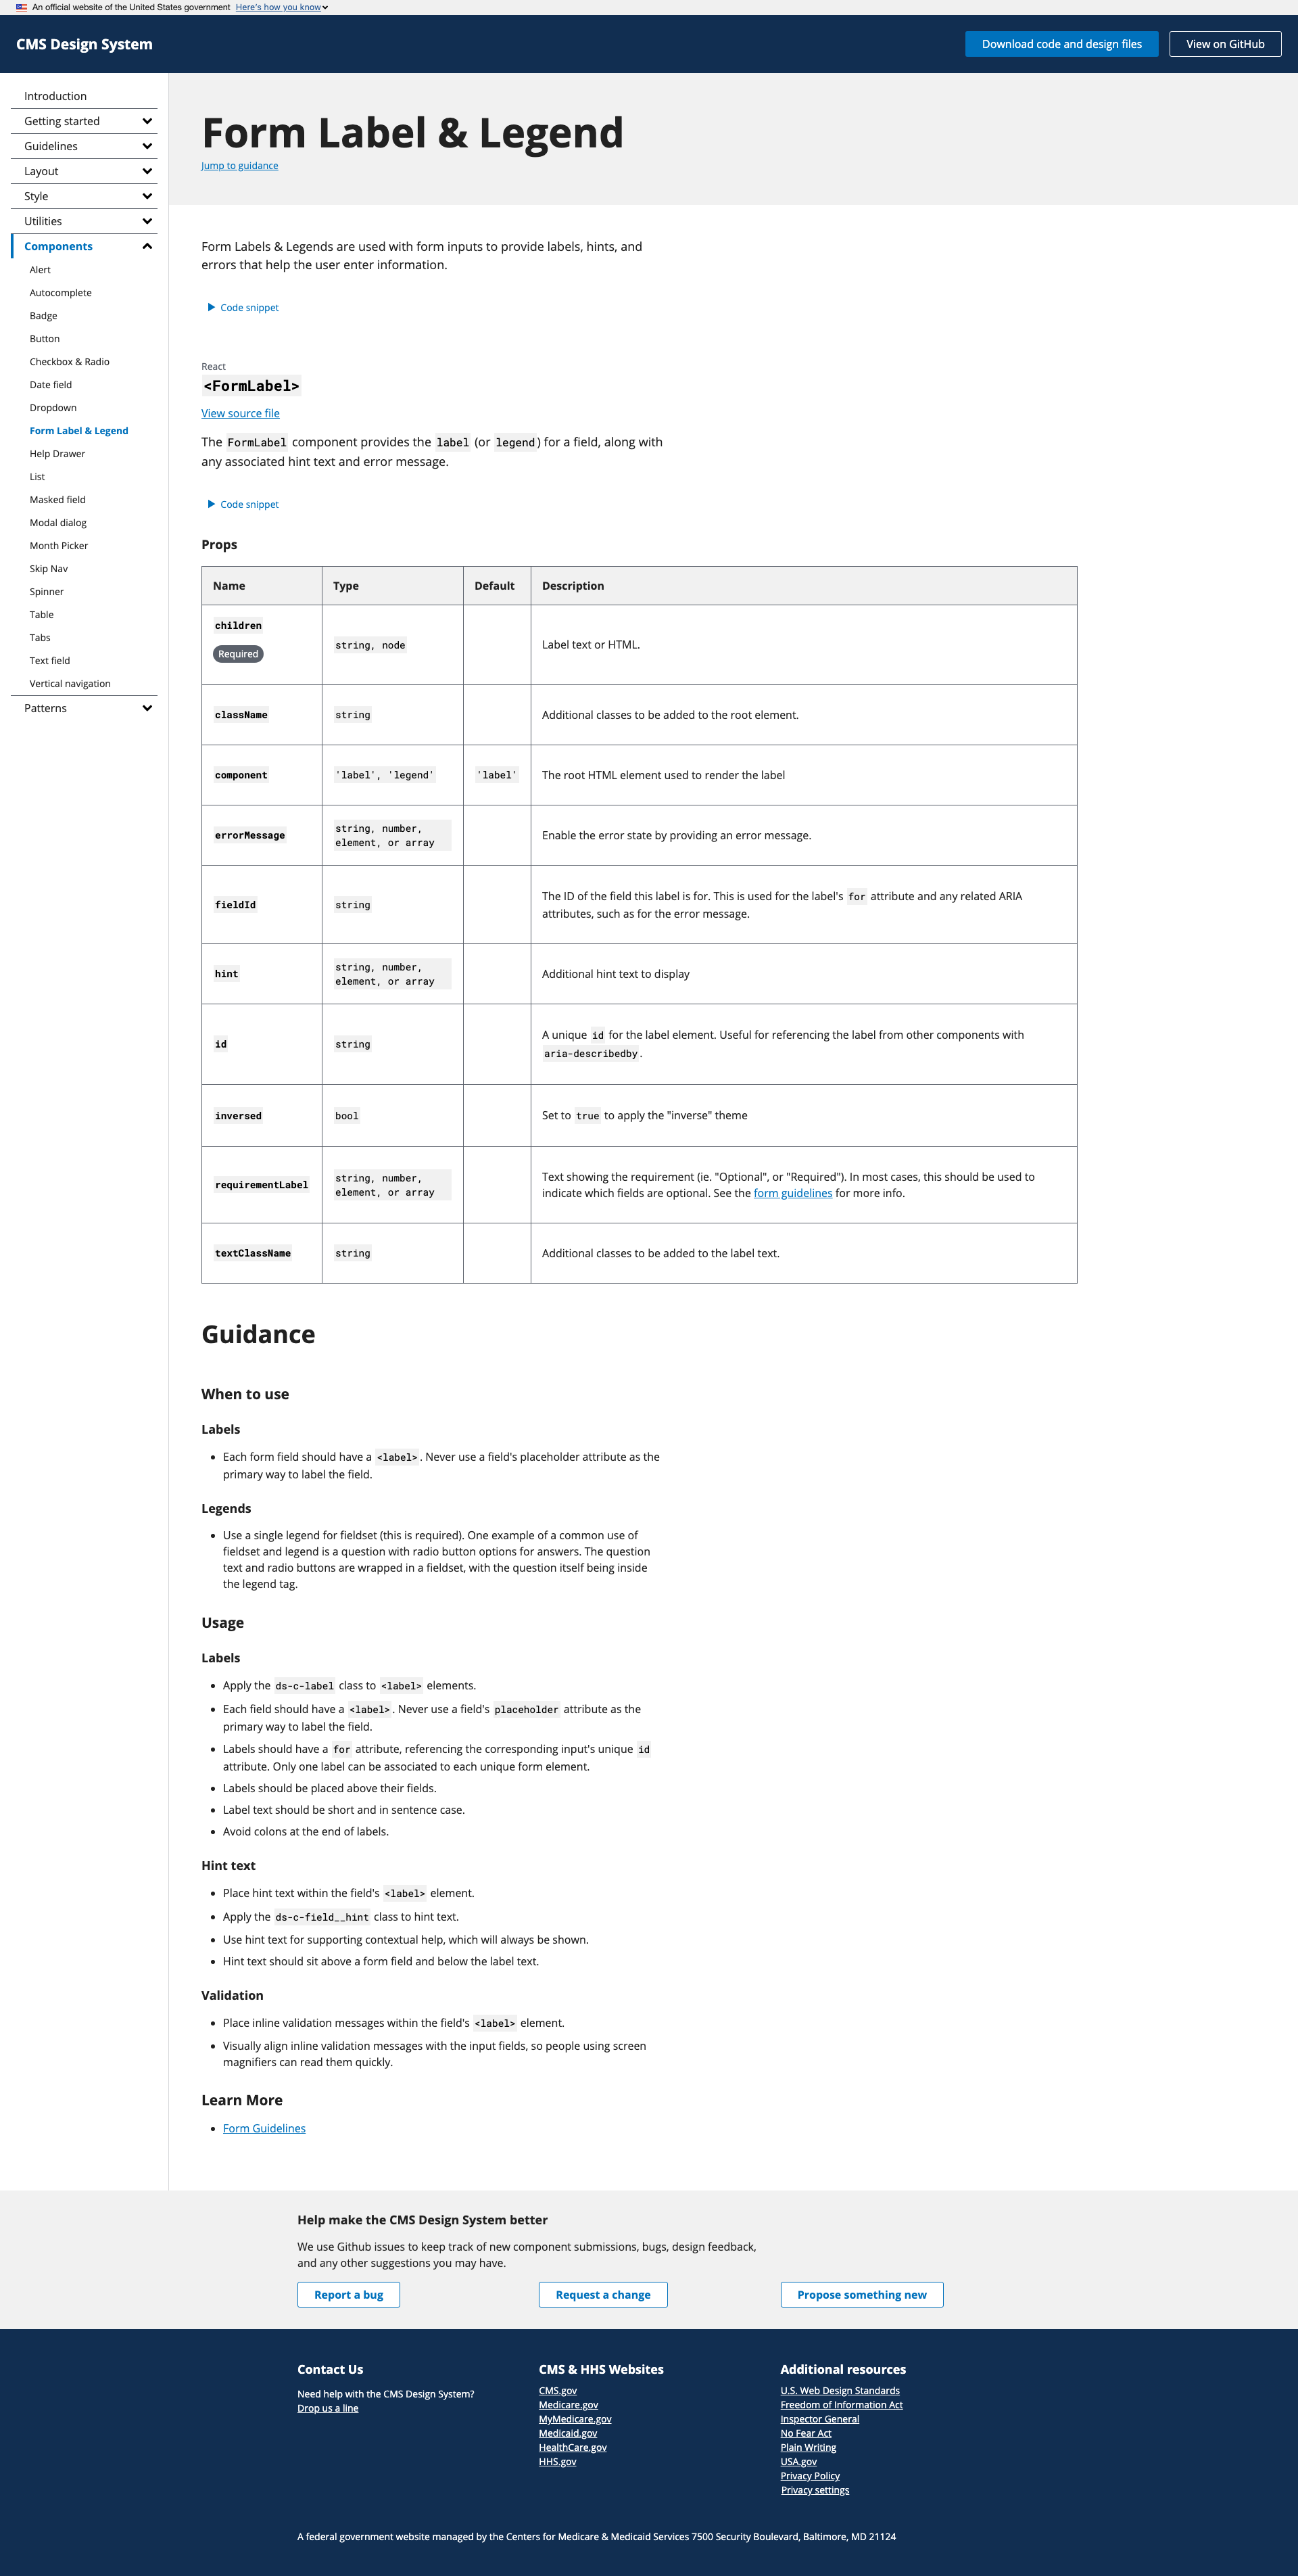 An official website of the United States government Here's how you know
CMS Design System
Download code and design files
View on GitHub
Introduction
Getting started
Guidelines
Layout
Style
Utilities
Components
Alert
Autocomplete
Badge
Button
Checkbox & Radio
Date field
Dropdown
Form Label & Legend
Help Drawer
List
Masked field
Modal dialog
Month Picker
Skip Nav
Spinner
Table
Tabs
Text field
Vertical navigation
Patterns
Form Label & Legend
Jump to guidance
Form Labels & Legends are used with form inputs to provide labels, hints, and
errors that help the user enter information.
Code snippet
React
<FormLabel>
View source file
The FormLabel component provides the label (or legend) for a field, along with
any associated hint text and error message.
Code snippet
Props
Name Type Default Description
children
Required
string, node
Label text or HTML.
className string Additional classes to be added to the root element.
component 'label', 'legend' 'label' The root HTML element used to render the label
errorMessage
string, number,
element, or array
Enable the error state by providing an error message.
fieldId string
The ID of the field this label is for. This is used for the label's for attribute and any related ARIA
attributes, such as for the error message.
hint
string, number,
element, or array
Additional hint text to display
id string
A unique id for the label element. Useful for referencing the label from other components with
aria-describedby.
inversed bool Set to true to apply the "inverse" theme
requirementLabel
string, number,
element, or array
Text showing the requirement (ie. "Optional", or "Required"). In most cases, this should be used to
indicate which fields are optional. See the form guidelines for more info.
textClassName string Additional classes to be added to the label text.
Guidance
When to use
Labels
• Each form field should have a <label>. Never use a field's placeholder attribute as the
primary way to label the field.
Legends
• Use a single legend for fieldset (this is required). One example of a common use of
fieldset and legend is a question with radio button options for answers. The question
text and radio buttons are wrapped in a fieldset, with the question itself being inside
the legend tag.
Usage
Labels
• Apply the ds-c-label class to <label> elements.
• Each field should have a <label>. Never use a field's placeholder attribute as the
primary way to label the field.
• Labels should have a for attribute, referencing the corresponding input's unique id
attribute. Only one label can be associated to each unique form element.
• Labels should be placed above their fields.
• Label text should be short and in sentence case.
• Avoid colons at the end of labels.
Hint text
• Place hint text within the field's <label> element.
• Apply the ds-c-field__hint class to hint text.
• Use hint text for supporting contextual help, which will always be shown.
• Hint text should sit above a form field and below the label text.
Validation
• Place inline validation messages within the field's <label> element.
• Visually align inline validation messages with the input fields, so people using screen
magnifiers can read them quickly.
Learn More
• Form Guidelines
Help make the CMS Design System better
We use Github issues to keep track of new component submissions, bugs, design feedback,
and any other suggestions you may have.
Report a bug
Request a change
Propose something new
Contact Us
Need help with the CMS Design System?
Drop us a line
CMS & HHS Websites
CMS.gov
Medicare.gov
MyMedicare.gov
Medicaid.gov
HealthCare.gov
HHS.gov
Additional resources
U.S. Web Design Standards
Freedom of Information Act
Inspector General
No Fear Act
Plain Writing
USA.gov
Privacy Policy
Privacy settings
A federal government website managed by the Centers for Medicare & Medicaid Services 7500 Security Boulevard, Baltimore, MD 21124